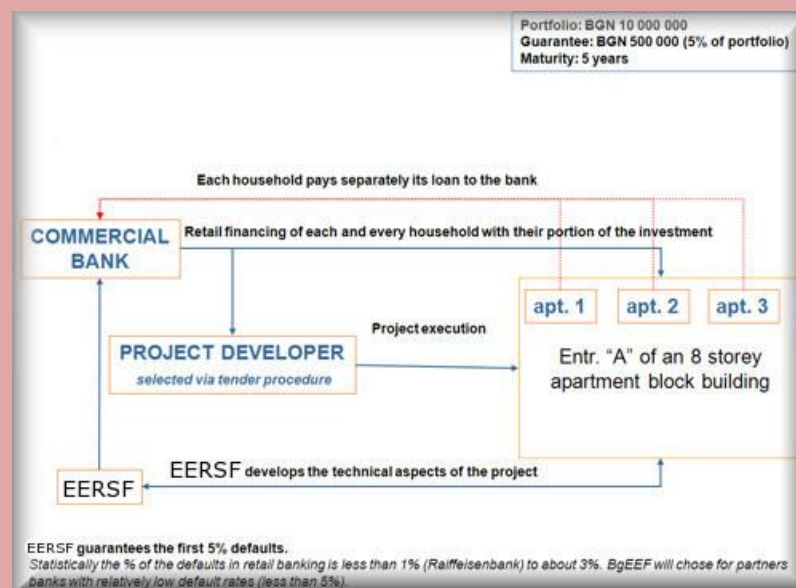 Portfolio: BGN 10 000 000
Guarantee: BGN 500 000 (5% of portfolio)
Maturity: 5 years
Each household pays separately its loan to the bank
COMMERCIAL
BANK
Retail financing of each and every household with their portion of the investment
apt. 1
apt. 2
apt. 3
Project execution
PROJECT DEVELOPER
selected via tender procedure
Entr. “A” of an 8 storey
apartment block building
EERSF develops the technical aspects of the project
EERSF
EERSF guarantees the first 5% defaults.
Statistically the % of the defaults in retail banking is less than 1% (Raiffeisenbank) to about 3%. BgEEF will chose for partners
banks with relatively low default rates (less than 5%).